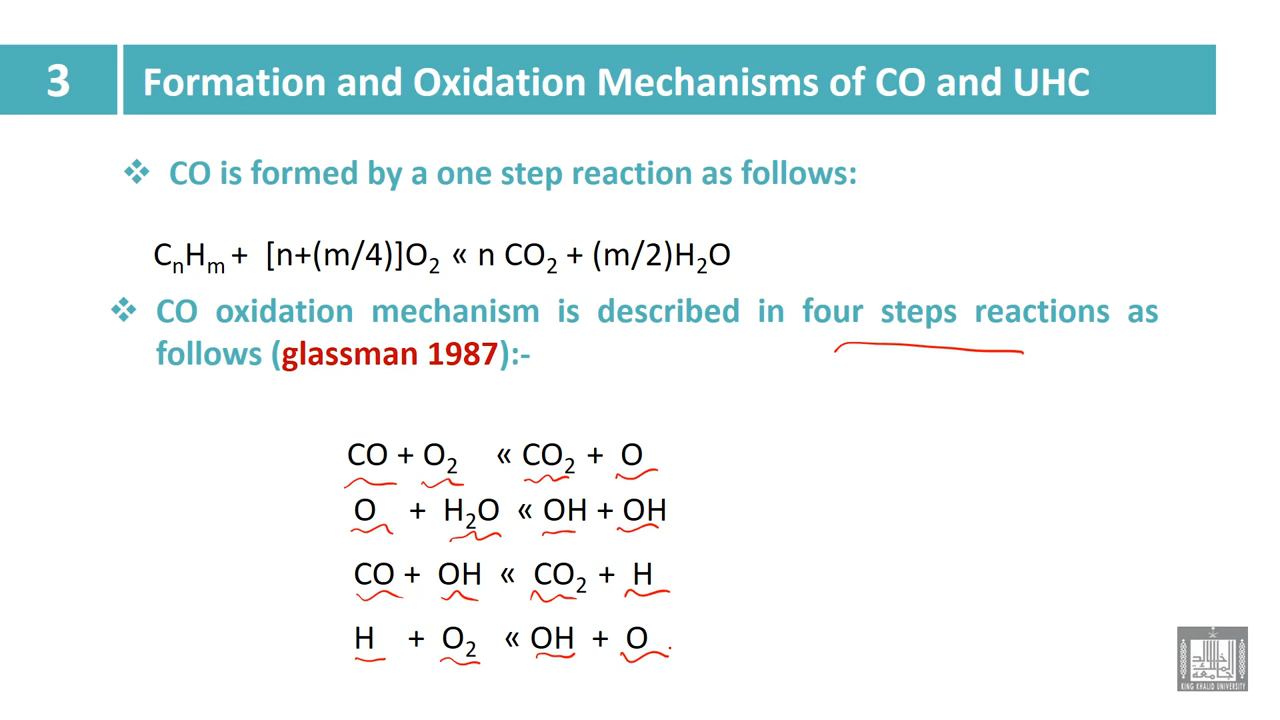 3
Formation and Oxidation Mechanisms of CO and UHC
❖ CO is formed by a one step reaction as follows:
CₙHₘ + [n+(m/4)]O₂ « n CO₂ + (m/2)H₂O
❖ CO oxidation mechanism is described in four steps reactions as
follows (glassman 1987):-
CO + O₂ « CO₂ + O
O + H₂O « OH + OH
CO + OH « CO₂ + H
H + O₂ « OH + O
KING KHALID UNIVERSITY